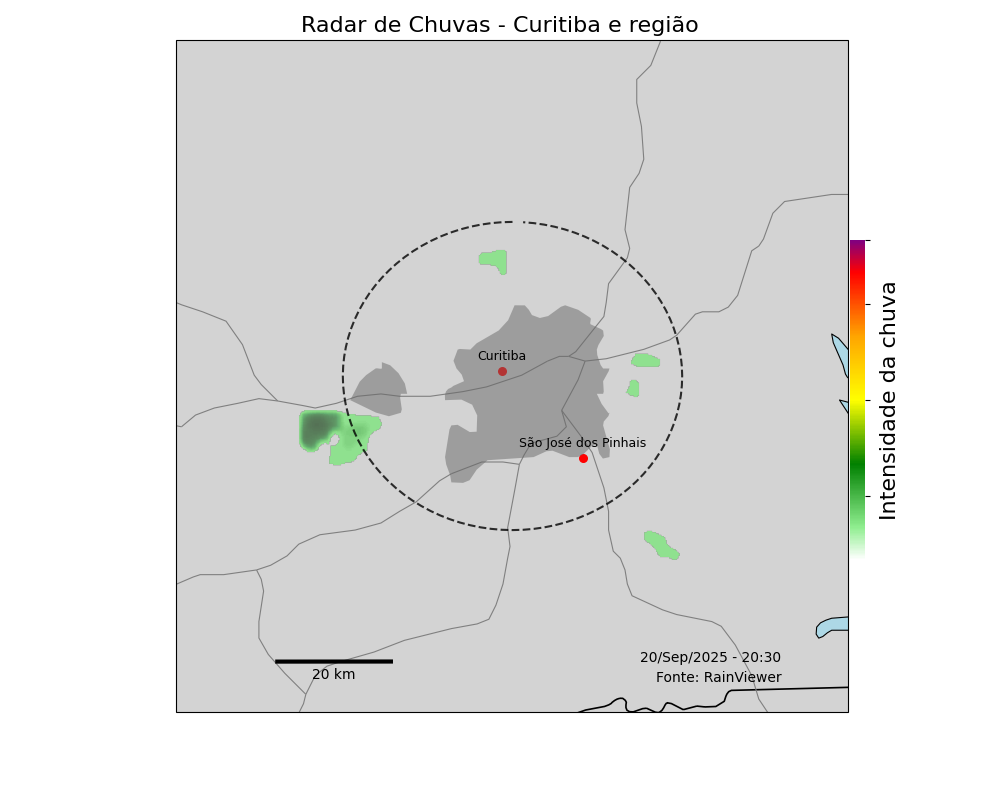 Radar de Chuvas - Curitiba e região
Curitiba
São José dos Pinhais
Intensidade da chuva
20/Sep/2025 - 20:30
Fonte: RainViewer
20 km